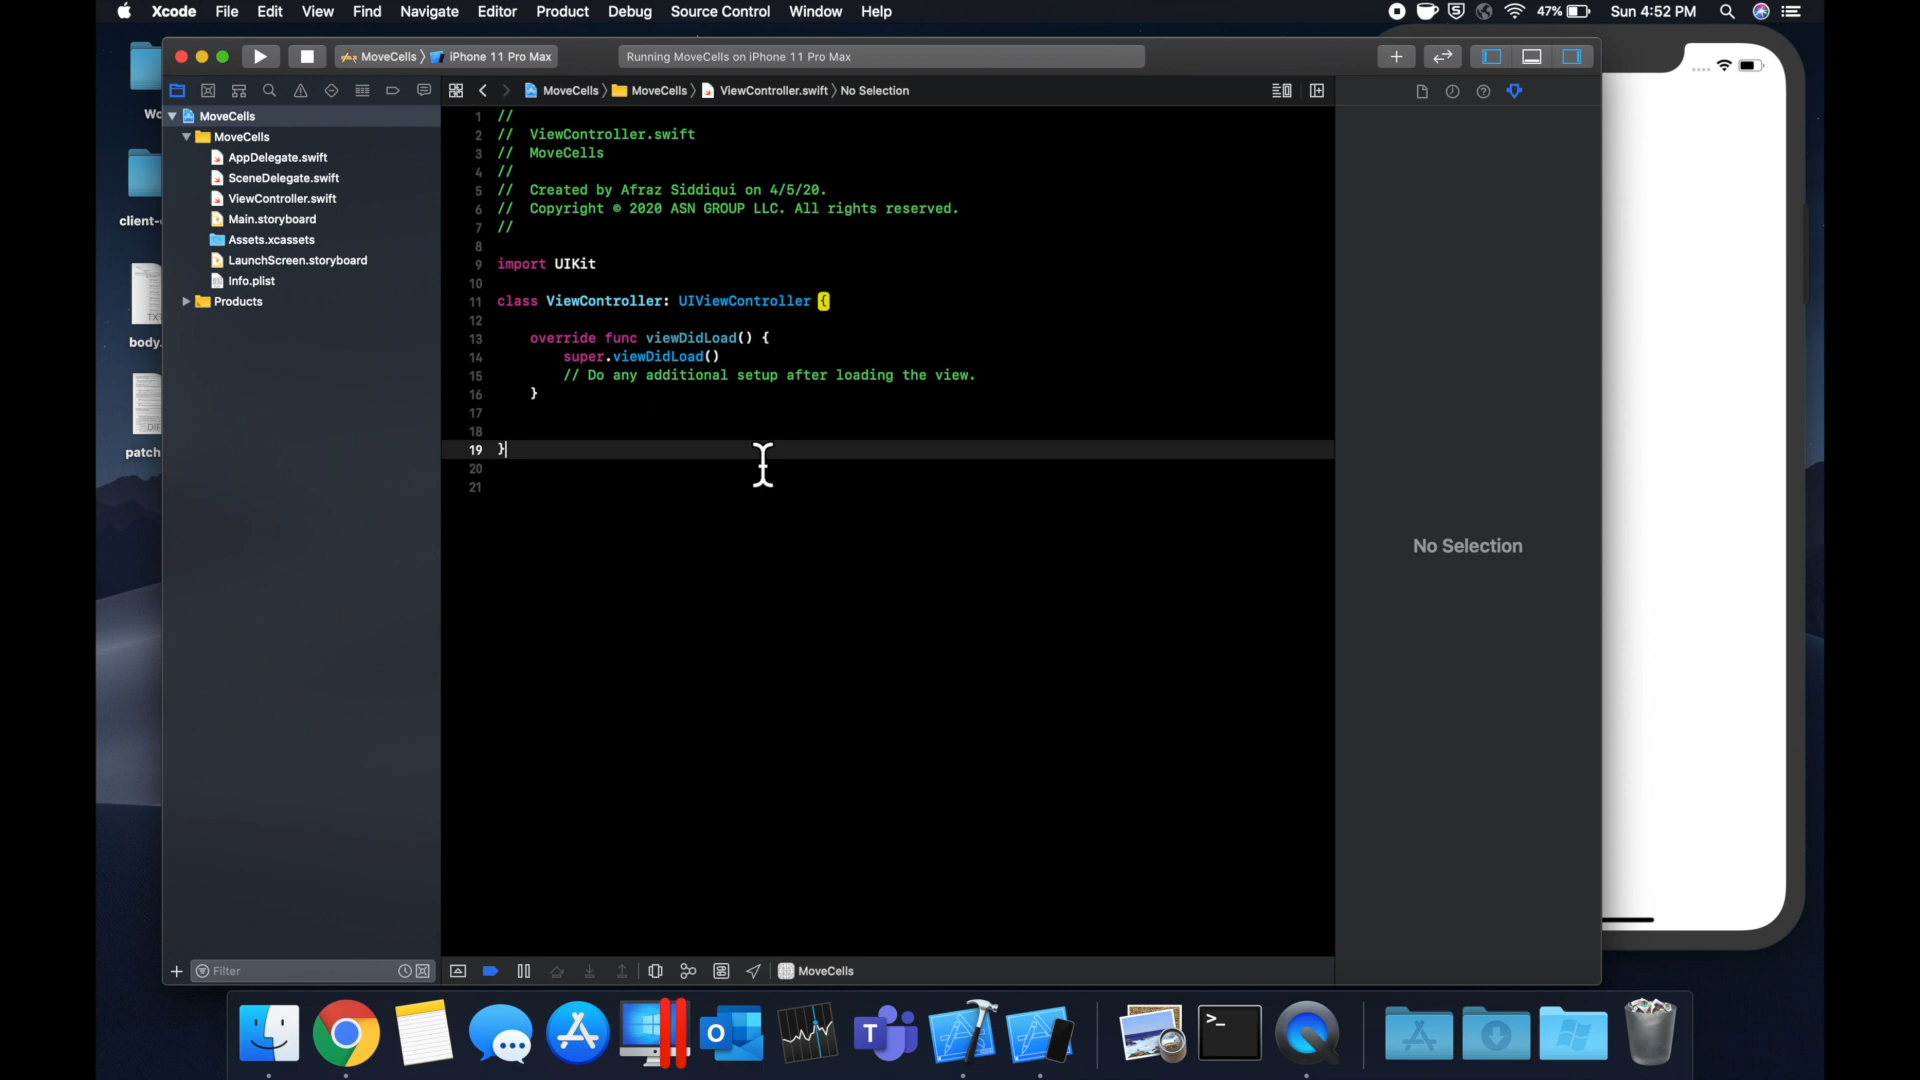 Xcode File Edit View Find Navigate Editor Product Debug Source Control Window Help
47% Sun 4:52 PM
MoveCells iPhone 11 Pro Max
Running MoveCells on iPhone 11 Pro Max
MoveCells MoveCells ViewController.swift No Selection
MoveCells
MoveCells
AppDelegate.swift
SceneDelegate.swift
ViewController.swift
Main.storyboard
Assets.xcassets
LaunchScreen.storyboard
Info.plist
Products
Wo
client-
TXT
body.
DIF
patch
1 //
2 // ViewController.swift
3 // MoveCells
4 //
5 // Created by Afraz Siddiqui on 4/5/20.
6 // Copyright © 2020 ASN GROUP LLC. All rights reserved.
7 //
8
9 import UIKit
10
11 class ViewController: UIViewController {
12
13 override func viewDidLoad() {
14 super.viewDidLoad()
15 // Do any additional setup after loading the view.
16 }
17
18
19 }
20
21
No Selection
Filter
MoveCells